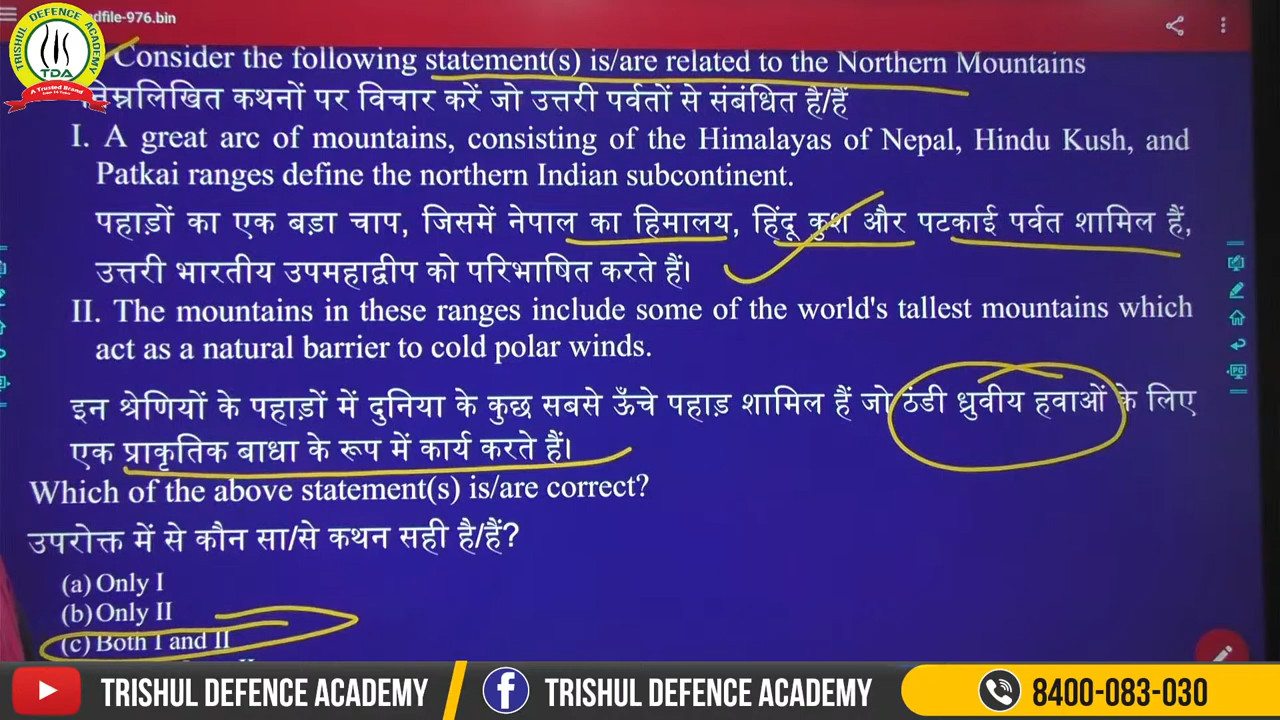 TRISHUL DEFENCE ACADEMY
TDA
A Trusted Brand
dfile-976.bin
Consider the following statement(s) is/are related to the Northern Mountains
निम्नलिखित कथनों पर विचार करें जो उत्तरी पर्वतों से संबंधित है/हैं
I. A great arc of mountains, consisting of the Himalayas of Nepal, Hindu Kush, and
Patkai ranges define the northern Indian subcontinent.
पहाड़ों का एक बड़ा चाप, जिसमें नेपाल का हिमालय, हिंदू कुश और पटकाई पर्वत शामिल हैं,
उत्तरी भारतीय उपमहाद्वीप को परिभाषित करते हैं।
II. The mountains in these ranges include some of the world's tallest mountains which
act as a natural barrier to cold polar winds.
इन श्रेणियों के पहाड़ों में दुनिया के कुछ सबसे ऊँचे पहाड़ शामिल हैं जो ठंडी ध्रुवीय हवाओं के लिए
एक प्राकृतिक बाधा के रूप में कार्य करते हैं।
Which of the above statement(s) is/are correct?
उपरोक्त में से कौन सा/से कथन सही है/हैं?
(a) Only I
(b) Only II
(c) Both I and II
TRISHUL DEFENCE ACADEMY
TRISHUL DEFENCE ACADEMY
8400-083-030